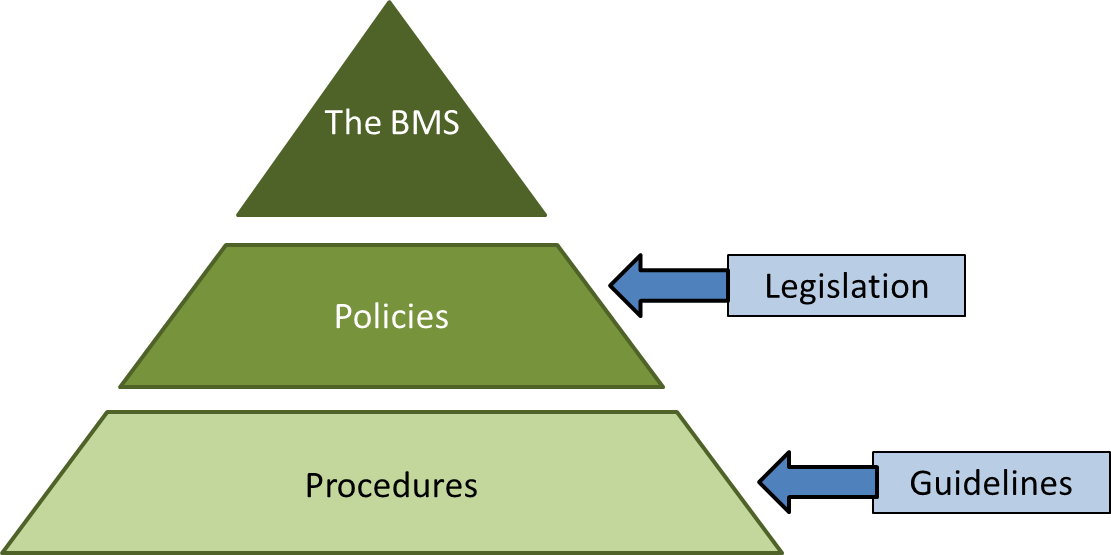 The BMS
Policies
Legislation
Procedures
Guidelines